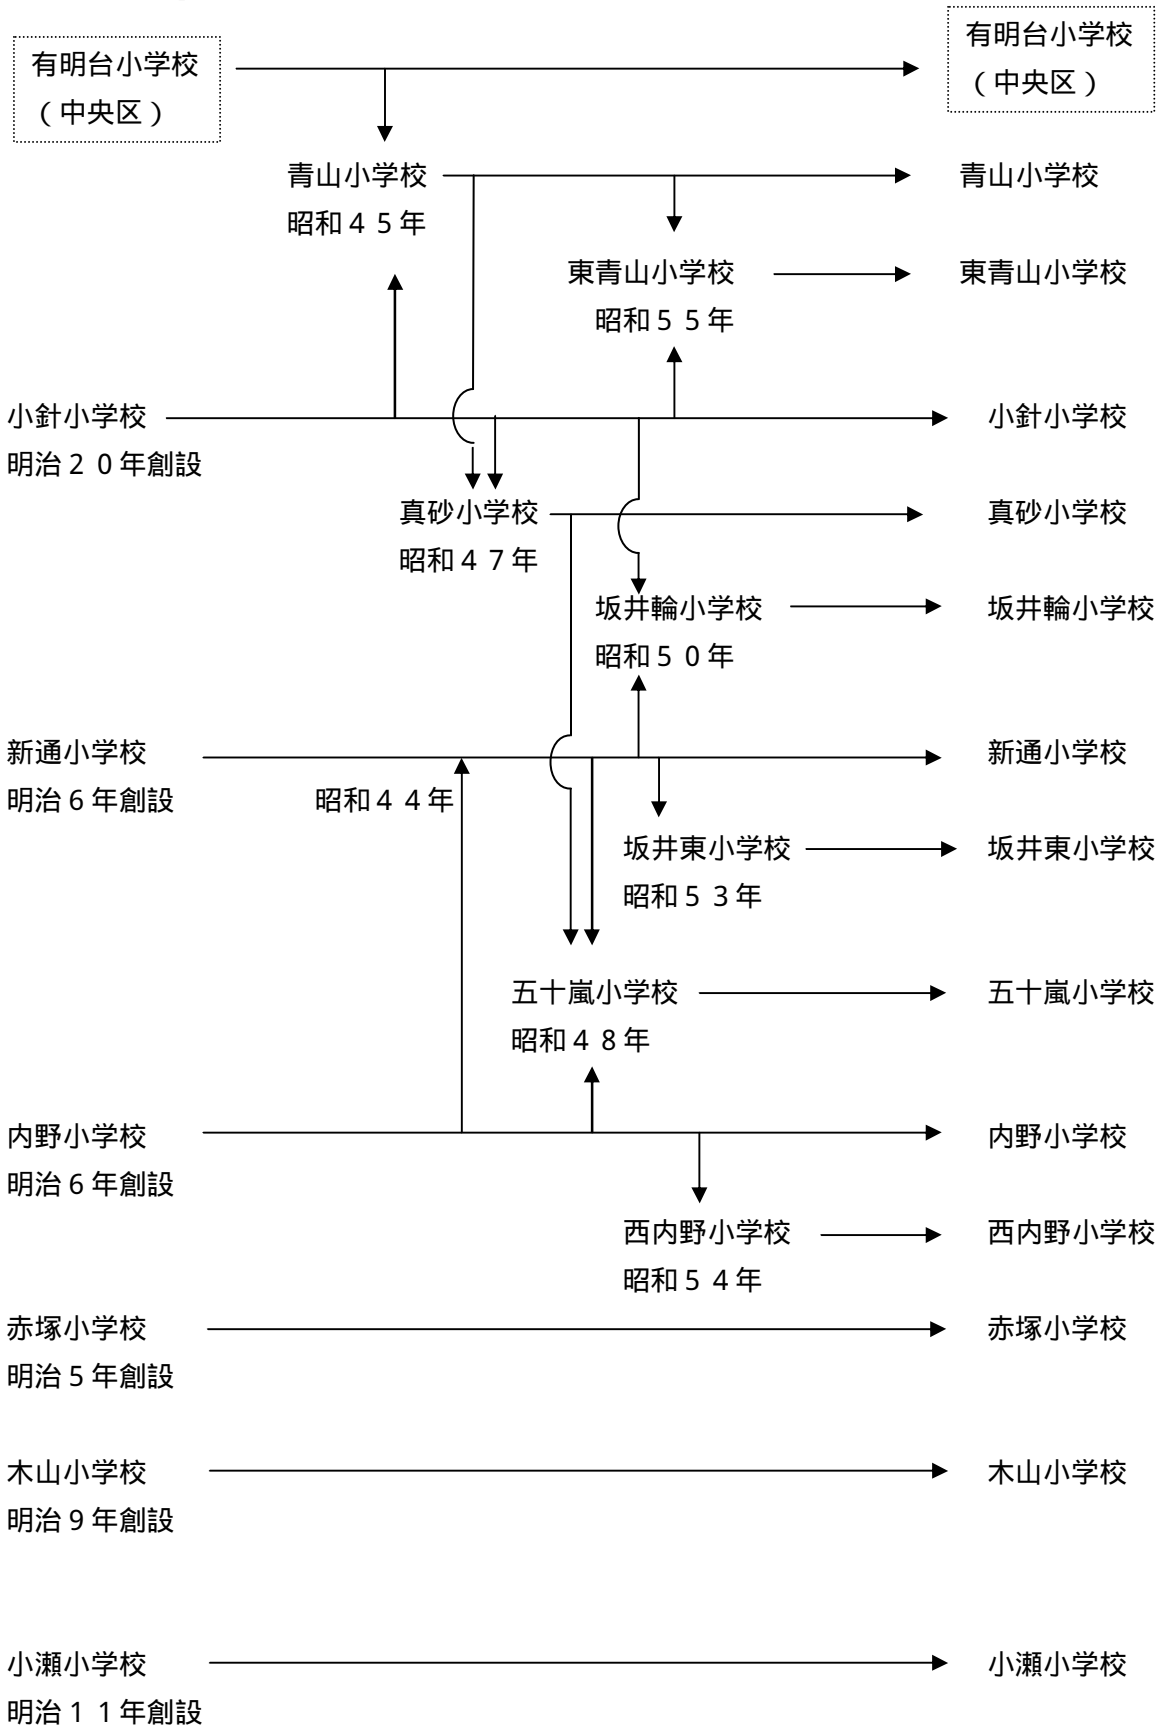 有明台小学校
（中央区）
有明台小学校
（中央区）
青山小学校
昭和４５年
青山小学校
東青山小学校
昭和５５年
東青山小学校
小針小学校
明治２０年創設
小針小学校
真砂小学校
昭和４７年
真砂小学校
坂井輪小学校
昭和５０年
坂井輪小学校
新通小学校
明治６年創設
昭和４４年
新通小学校
坂井東小学校
昭和５３年
坂井東小学校
五十嵐小学校
昭和４８年
五十嵐小学校
内野小学校
明治６年創設
内野小学校
西内野小学校
昭和５４年
西内野小学校
赤塚小学校
明治５年創設
赤塚小学校
木山小学校
明治９年創設
木山小学校
小瀬小学校
明治１１年創設
小瀬小学校